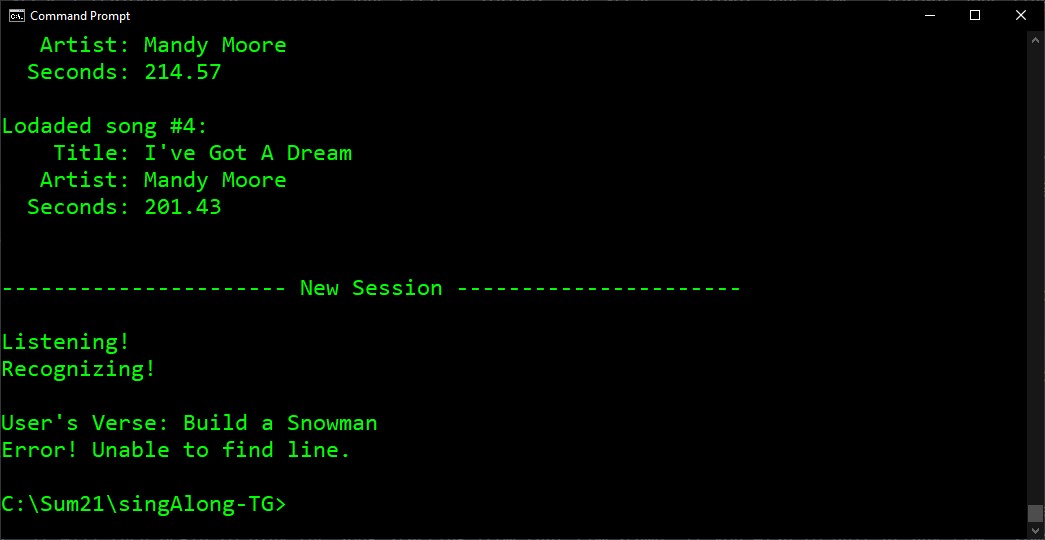 Command Prompt
Artist: Mandy Moore
Seconds: 214.57
Lodaded song #4:
Title: I've Got A Dream
Artist: Mandy Moore
Seconds: 201.43
---------------------- New Session ----------------------
Listening!
Recognizing!
User's Verse: Build a Snowman
Error! Unable to find line.
C:\Sum21\singAlong-TG>